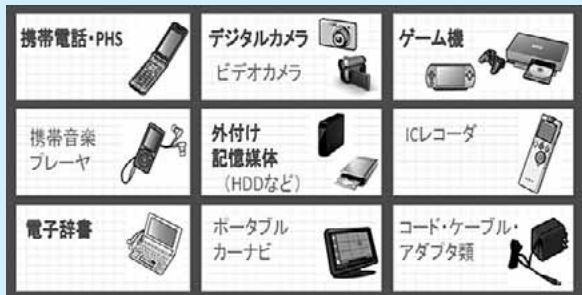 携帯電話・PHS
デジタルカメラ
ビデオカメラ
ゲーム機
携帯音楽
プレーヤ
外付け
記憶媒体
(HDDなど)
ICレコーダ
電子辞書
ポータブル
カーナビ
コード・ケーブル・
アダプタ類